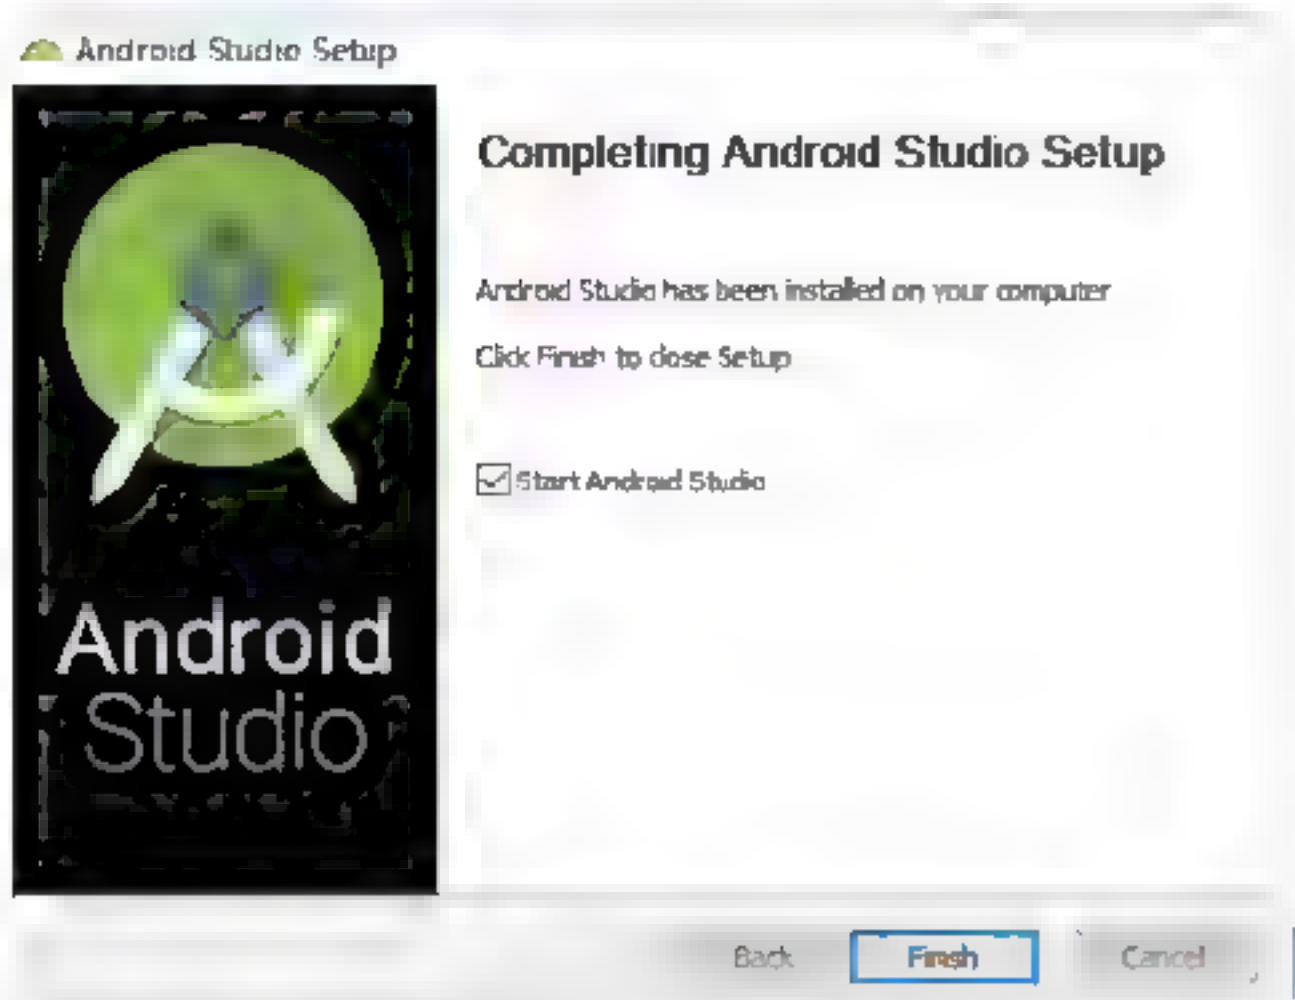 Android Studio Setup
Completing Android Studio Setup
Android Studio has been installed on your computer
Click Finish to close Setup
Start Android Studio
Android
Studio
Back
Finish
Cancel